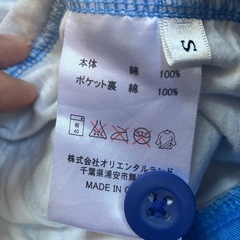 S
本体 綿 100%
ポケット裏 綿 100%
40
株式会社オリエンタルランド
千葉県浦安市舞
MADE IN